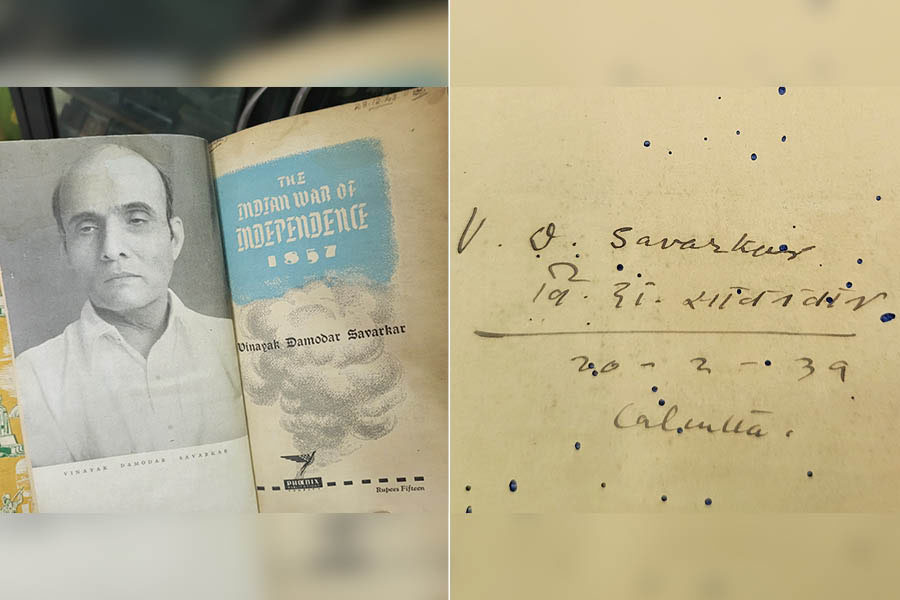 VINAYAK DAMODAR SAVARKAR
THE
INDIAN WAR OF
INDEPENDENCE
1857
Vinayak Damodar Savarkar
PHOENIX
Rupees Fifteen
V. D. Savarkar
वि. दा. सावरकर
20-2-39
Calcutta.